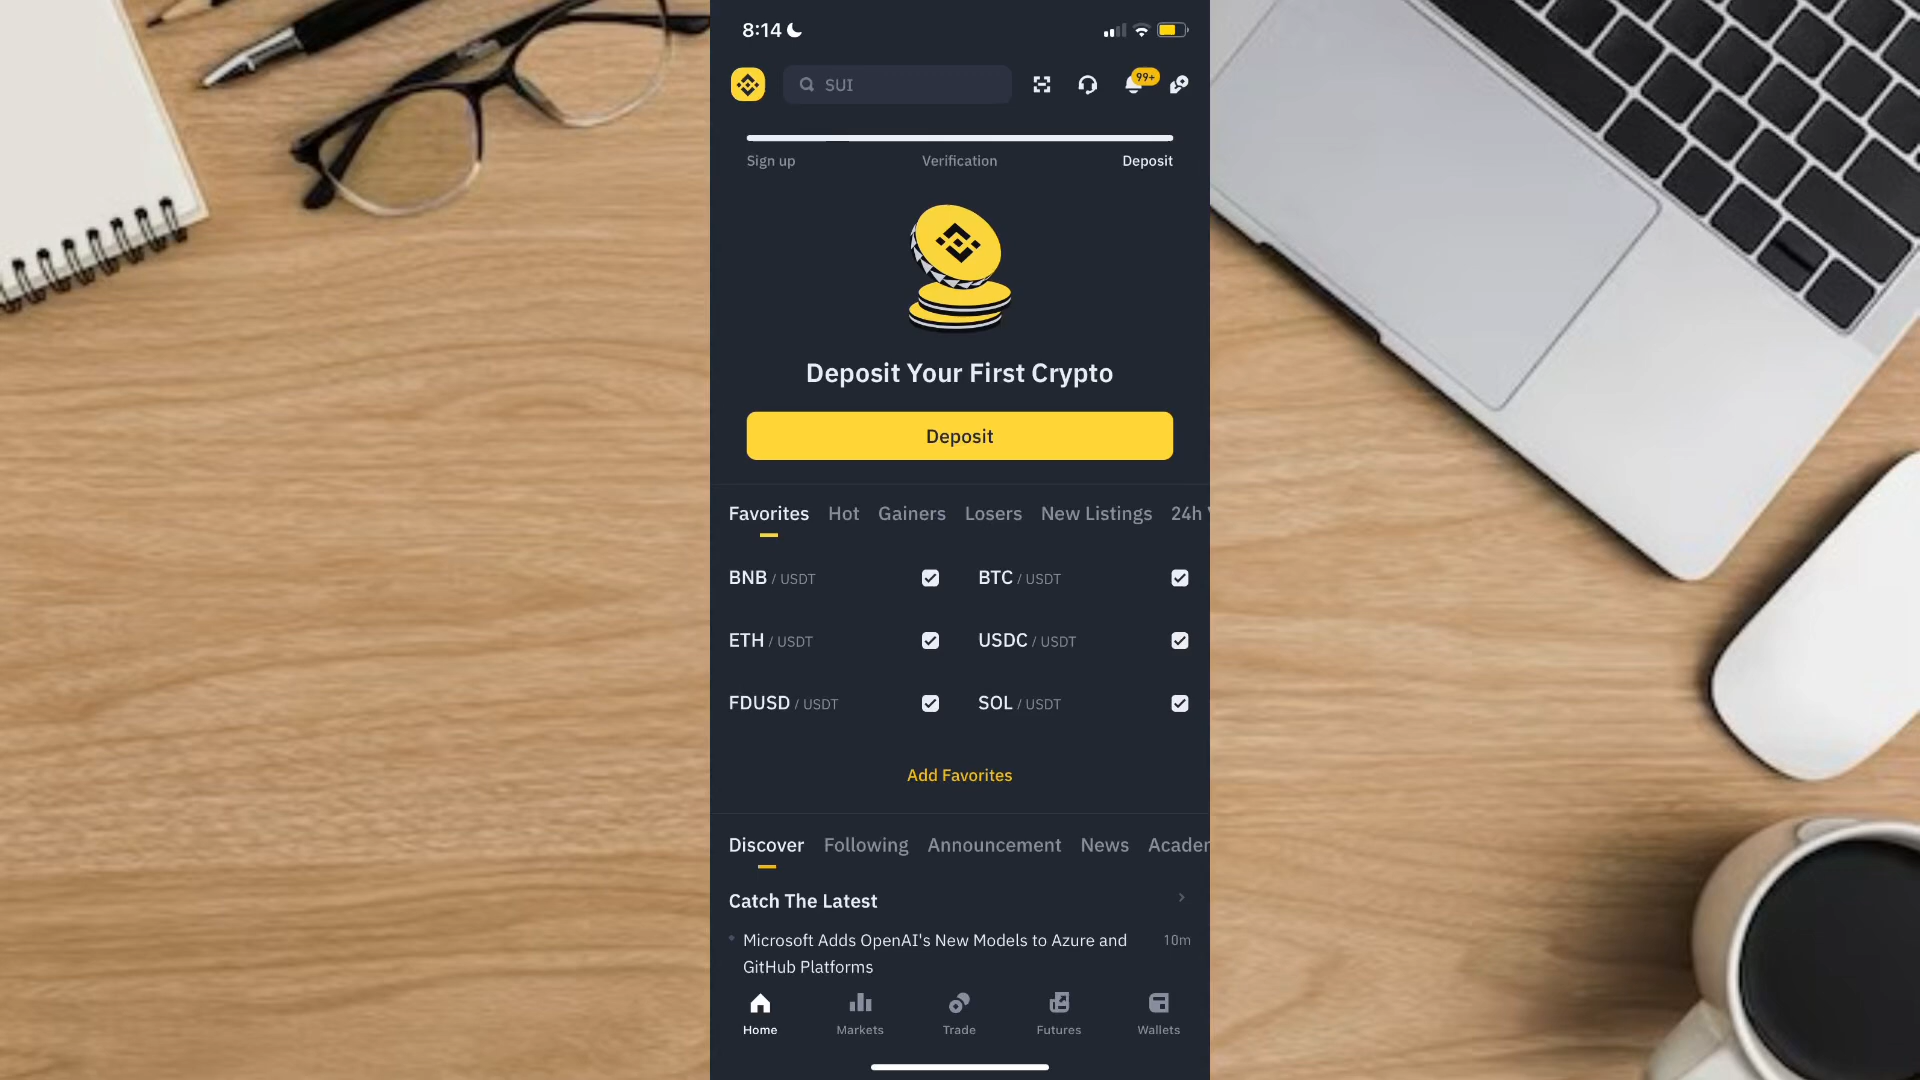 8:14
SUI
99+
Sign up Verification Deposit
Deposit Your First Crypto
Deposit
Favorites Hot Gainers Losers New Listings 24h
BNB / USDT BTC / USDT
ETH / USDT USDC / USDT
FDUSD / USDT SOL / USDT
Add Favorites
Discover Following Announcement News Acader
Catch The Latest
Microsoft Adds OpenAI's New Models to Azure and 10m
GitHub Platforms
Home Markets Trade Futures Wallets